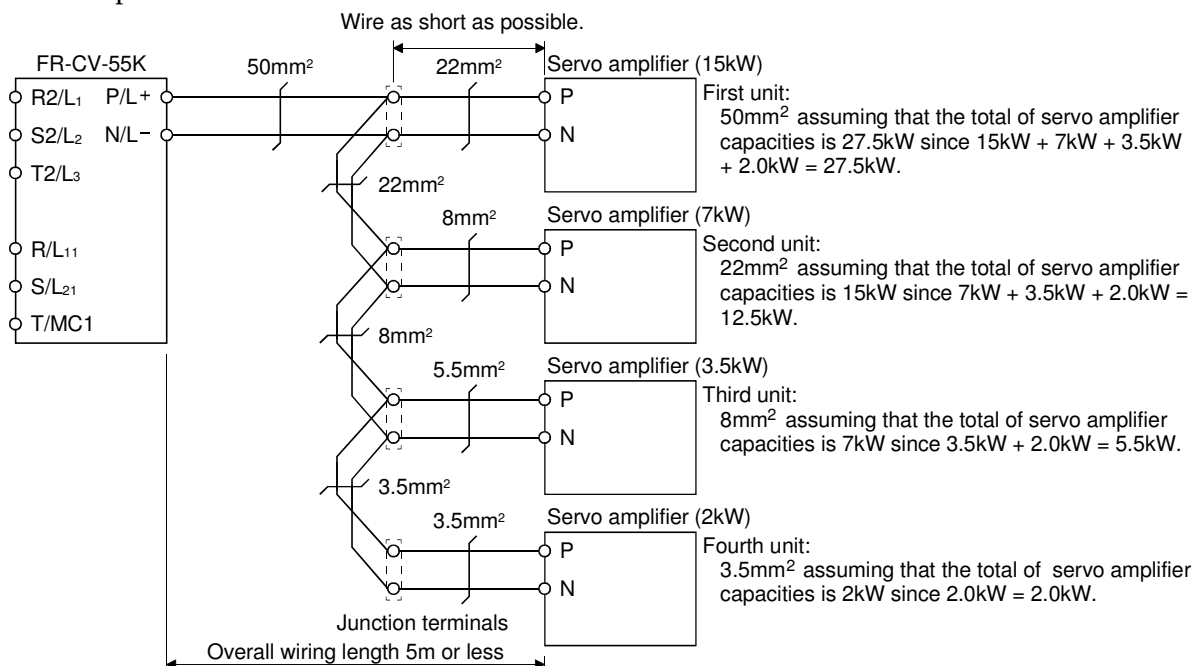 Wire as short as possible.
FR-CV-55K
50mm²
22mm²
Servo amplifier (15kW)
R2/L1 P/L+
S2/L2 N/L−
T2/L3
R/L11
S/L21
T/MC1
P
N
First unit:
50mm² assuming that the total of servo amplifier
capacities is 27.5kW since 15kW + 7kW + 3.5kW
+ 2.0kW = 27.5kW.
22mm²
8mm²
Servo amplifier (7kW)
P
N
Second unit:
22mm² assuming that the total of servo amplifier
capacities is 15kW since 7kW + 3.5kW + 2.0kW =
12.5kW.
8mm²
5.5mm²
Servo amplifier (3.5kW)
P
N
Third unit:
8mm² assuming that the total of servo amplifier
capacities is 7kW since 3.5kW + 2.0kW = 5.5kW.
3.5mm²
3.5mm²
Servo amplifier (2kW)
P
N
Fourth unit:
3.5mm² assuming that the total of servo amplifier
capacities is 2kW since 2.0kW = 2.0kW.
Junction terminals
Overall wiring length 5m or less